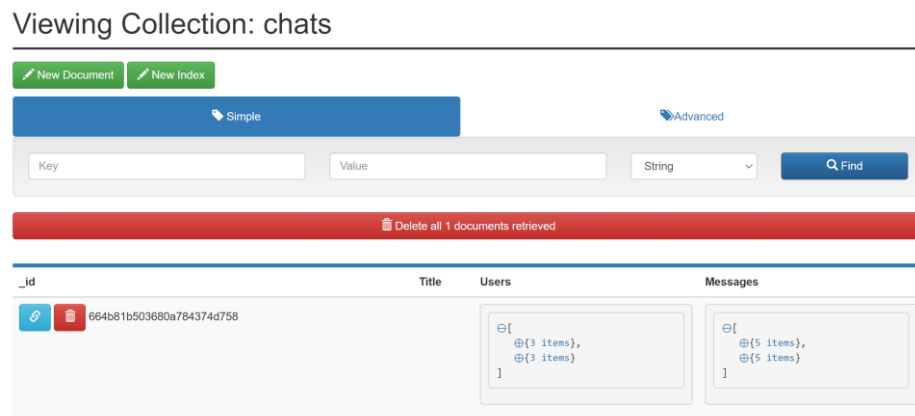 Viewing Collection: chats
New Document New Index
Simple Advanced
Key Value String Find
Delete all 1 documents retrieved
_id Title Users Messages
664b81b503680a784374d758
[
{3 items},
{3 items}
]
[
{5 items},
{5 items}
]